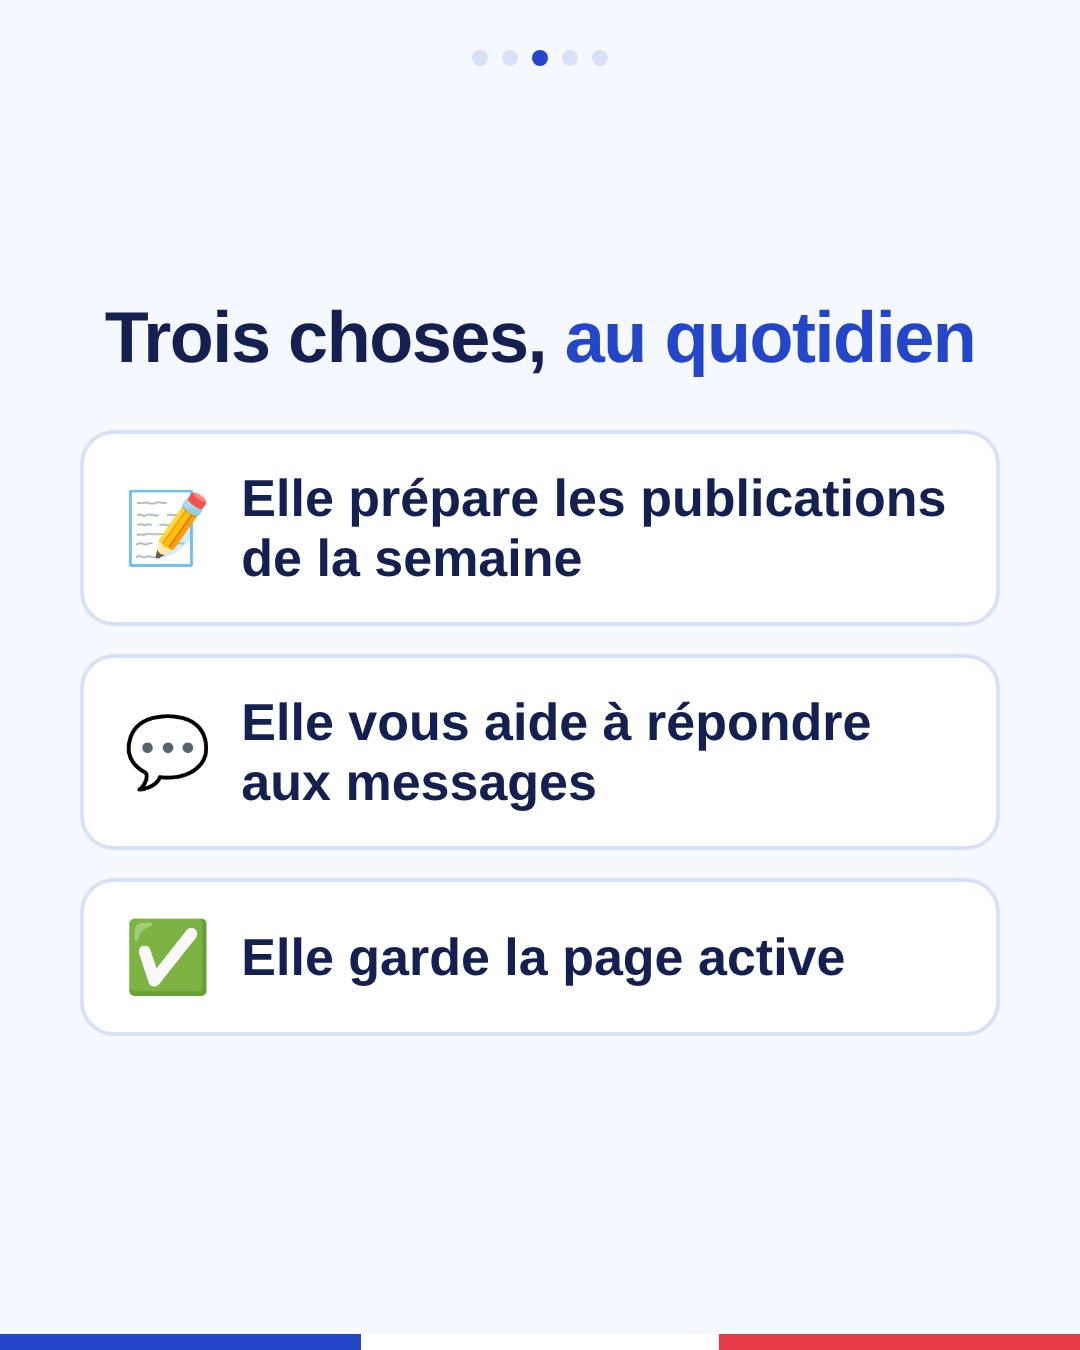 Trois choses, au quotidien
Elle prépare les publications
de la semaine
Elle vous aide à répondre
aux messages
Elle garde la page active